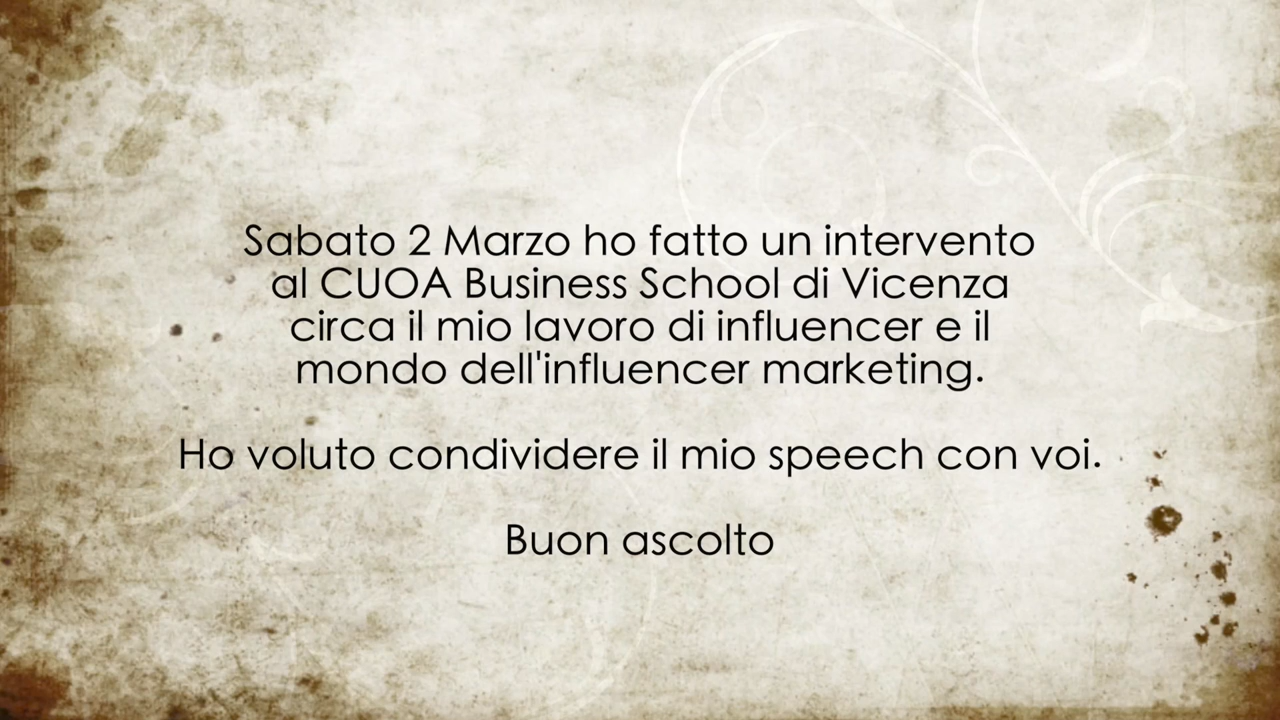 Sabato 2 Marzo ho fatto un intervento
al CUOA Business School di Vicenza
circa il mio lavoro di influencer e il
mondo dell'influencer marketing.
Ho voluto condividere il mio speech con voi.
Buon ascolto